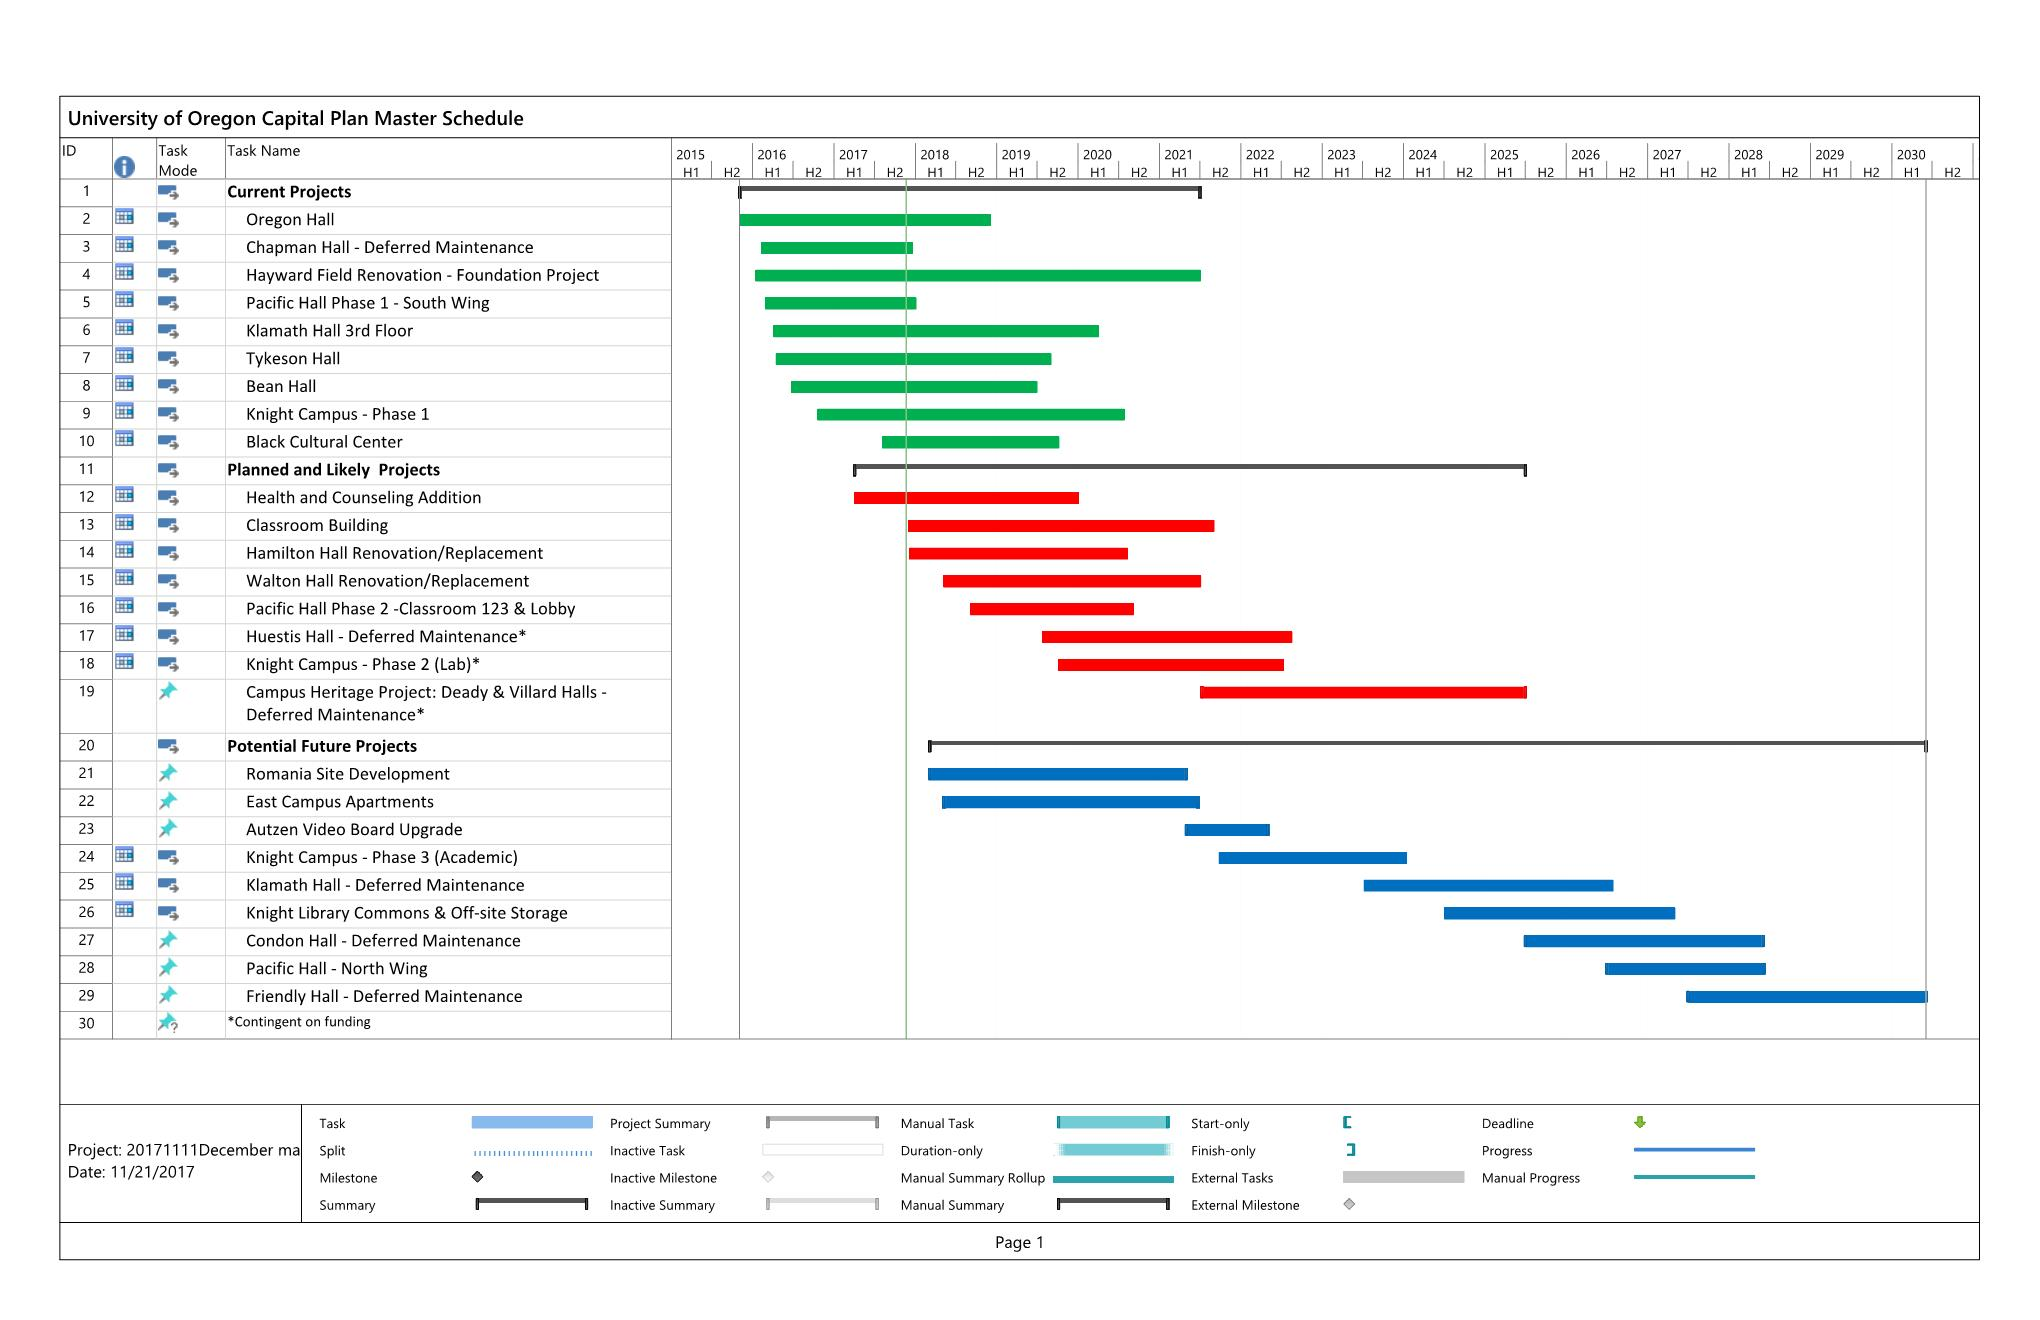 University of Oregon Capital Plan Master Schedule
ID Task Mode Task Name 2015 2016 2017 2018 2019 2020 2021 2022 2023 2024 2025 2026 2027 2028 2029 2030
H1 H2 H1 H2 H1 H2 H1 H2 H1 H2 H1 H2 H1 H2 H1 H2 H1 H2 H1 H2 H1 H2 H1 H2 H1 H2 H1 H2 H1 H2 H1 H2
1 Current Projects
2 Oregon Hall
3 Chapman Hall - Deferred Maintenance
4 Hayward Field Renovation - Foundation Project
5 Pacific Hall Phase 1 - South Wing
6 Klamath Hall 3rd Floor
7 Tykeson Hall
8 Bean Hall
9 Knight Campus - Phase 1
10 Black Cultural Center
11 Planned and Likely Projects
12 Health and Counseling Addition
13 Classroom Building
14 Hamilton Hall Renovation/Replacement
15 Walton Hall Renovation/Replacement
16 Pacific Hall Phase 2 -Classroom 123 & Lobby
17 Huestis Hall - Deferred Maintenance*
18 Knight Campus - Phase 2 (Lab)*
19 Campus Heritage Project: Deady & Villard Halls -
Deferred Maintenance*
20 Potential Future Projects
21 Romania Site Development
22 East Campus Apartments
23 Autzen Video Board Upgrade
24 Knight Campus - Phase 3 (Academic)
25 Klamath Hall - Deferred Maintenance
26 Knight Library Commons & Off-site Storage
27 Condon Hall - Deferred Maintenance
28 Pacific Hall - North Wing
29 Friendly Hall - Deferred Maintenance
30 *Contingent on funding
Project: 20171111December ma
Date: 11/21/2017
Task Project Summary Manual Task Start-only Deadline
Split Inactive Task Duration-only Finish-only Progress
Milestone Inactive Milestone Manual Summary Rollup External Tasks Manual Progress
Summary Inactive Summary Manual Summary External Milestone
Page 1